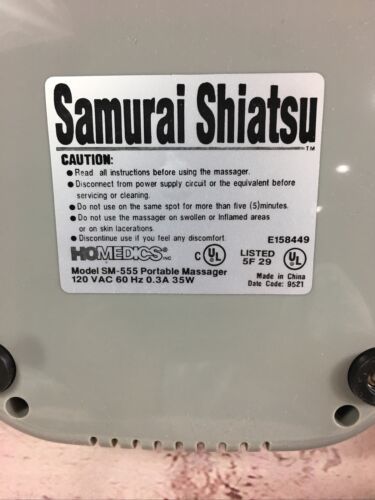 Samurai Shiatsu™
CAUTION:
● Read all instructions before using the massager.
● Disconnect from power supply circuit or the equivalent before
servicing or cleaning.
● Do not use on the same spot for more than five (5)minutes.
● Do not use the massager on swollen or Inflamed areas
or on skin lacerations.
● Discontinue use if you feel any discomfort.
E158449
HOMEDICS INC
C UL
LISTED
5F 29
UL
Model SM-555 Portable Massager
120 VAC 60 Hz 0.3A 35W
Made in China
Date Code: 9521